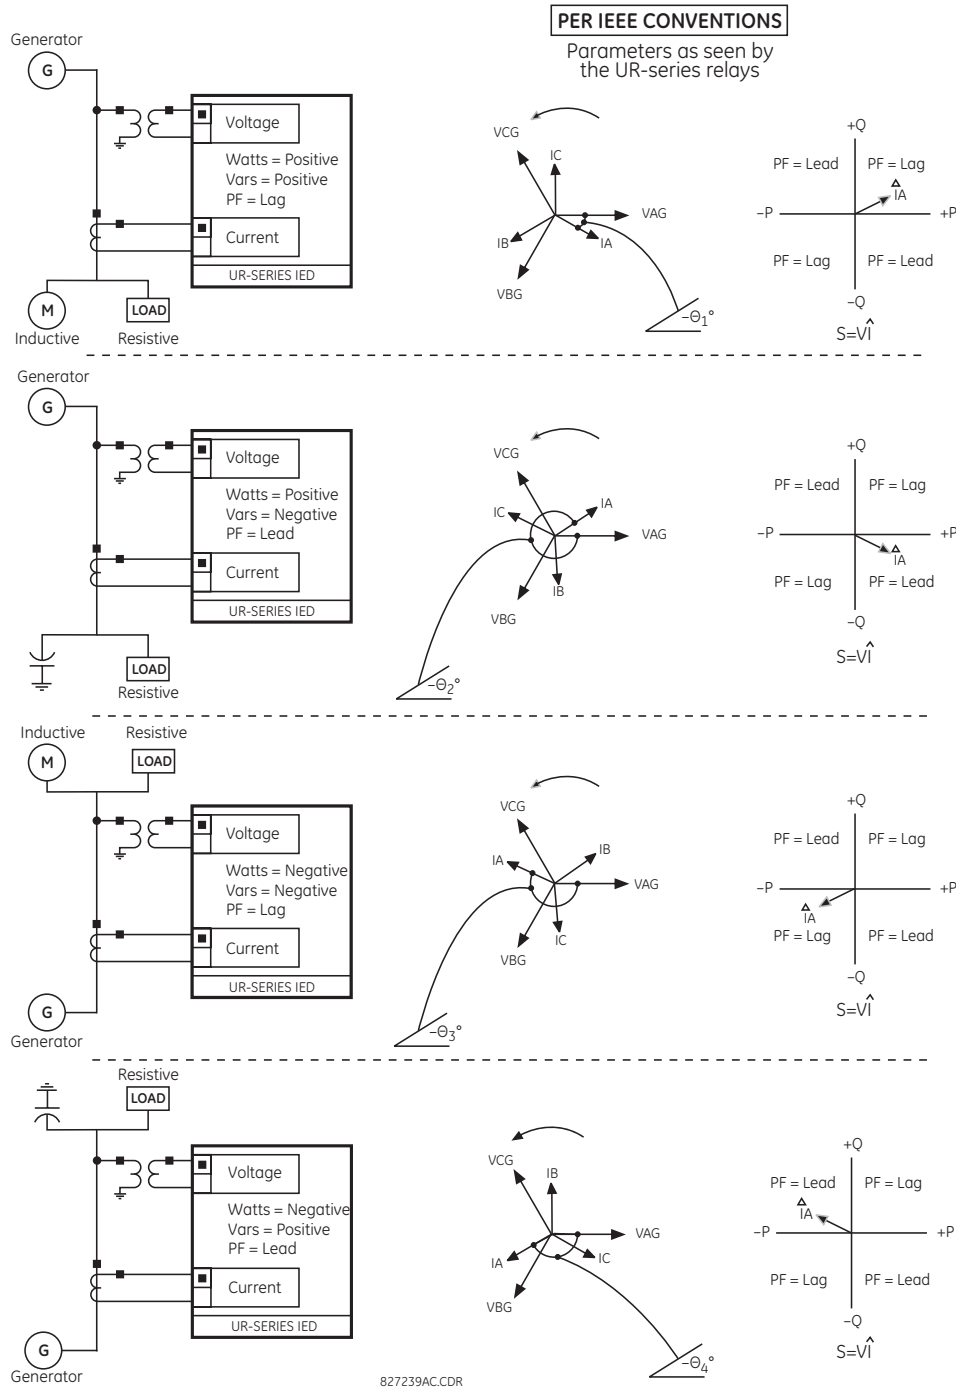 PER IEEE CONVENTIONS
Parameters as seen by
the UR-series relays
Generator
G
Voltage
Watts = Positive
Vars = Positive
PF = Lag
Current
UR-SERIES IED
M
Inductive
LOAD
Resistive
VCG
IC
VAG
IA
IB
VBG
–Θ1°
+Q
PF = Lead
PF = Lag
IA
–P
+P
PF = Lag
PF = Lead
–Q
S=VÎ
Generator
G
Voltage
Watts = Positive
Vars = Negative
PF = Lead
Current
UR-SERIES IED
LOAD
Resistive
VCG
IA
IC
VAG
IB
VBG
–Θ2°
+Q
PF = Lead
PF = Lag
–P
+P
IA
PF = Lag
PF = Lead
–Q
S=VÎ
Inductive
M
Resistive
LOAD
Voltage
Watts = Negative
Vars = Negative
PF = Lag
Current
UR-SERIES IED
G
Generator
VCG
IB
IA
VAG
IC
VBG
–Θ3°
+Q
PF = Lead
PF = Lag
–P
+P
IA
PF = Lag
PF = Lead
–Q
S=VÎ
Resistive
LOAD
Voltage
Watts = Negative
Vars = Positive
PF = Lead
Current
UR-SERIES IED
G
Generator
VCG
IB
VAG
IA
IC
VBG
–Θ4°
+Q
PF = Lead
PF = Lag
IA
–P
+P
PF = Lag
PF = Lead
–Q
S=VÎ
827239AC.CDR